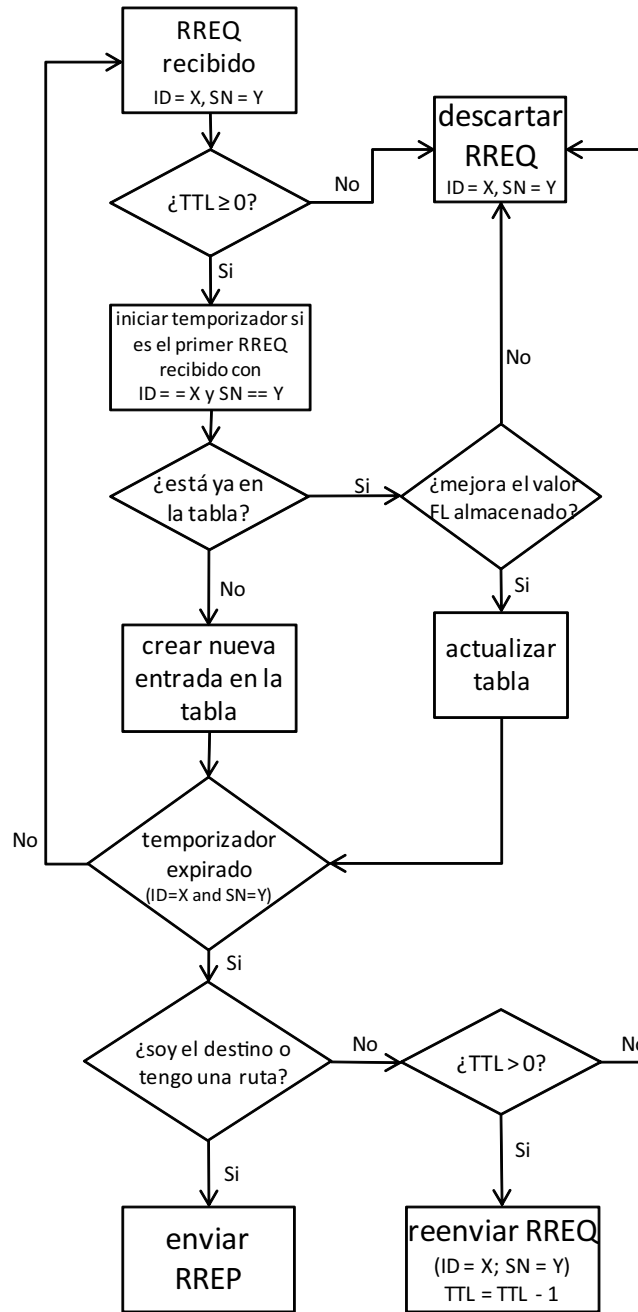 RREQ
recibido
ID = X, SN = Y
descartar
RREQ
ID = X, SN = Y
¿TTL ≥ 0?
No
Si
iniciar temporizador si
es el primer RREQ
recibido con
ID = = X y SN == Y
No
¿está ya en
la tabla?
Si
¿mejora el valor
FL almacenado?
No
Si
crear nueva
entrada en la
tabla
actualizar
tabla
No
temporizador
expirado
(ID=X and SN=Y)
Si
¿soy el destino o
tengo una ruta?
No
¿TTL > 0?
No
Si
Si
enviar
RREP
reenviar RREQ
(ID = X; SN = Y)
TTL = TTL - 1